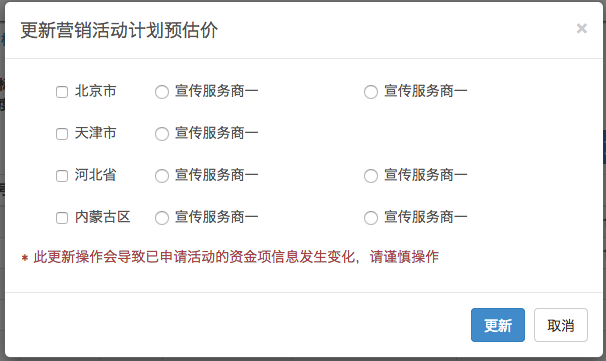 更新营销活动计划预估价 ×
北京市 宣传服务商一 宣传服务商一
天津市 宣传服务商一
河北省 宣传服务商一 宣传服务商一
内蒙古区 宣传服务商一 宣传服务商一
* 此更新操作会导致已申请活动的资金项信息发生变化，请谨慎操作
更新 取消